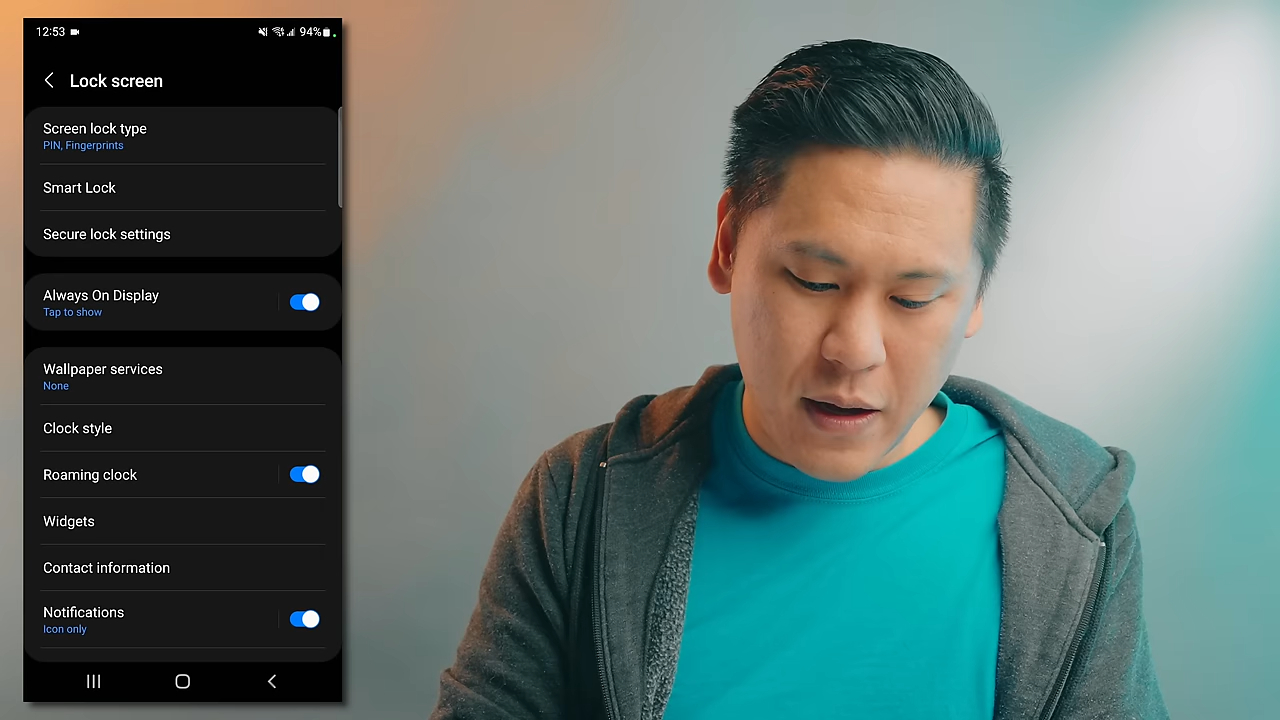 12:53
94%
Lock screen
Screen lock type
PIN, Fingerprints
Smart Lock
Secure lock settings
Always On Display
Tap to show
Wallpaper services
None
Clock style
Roaming clock
Widgets
Contact information
Notifications
Icon only